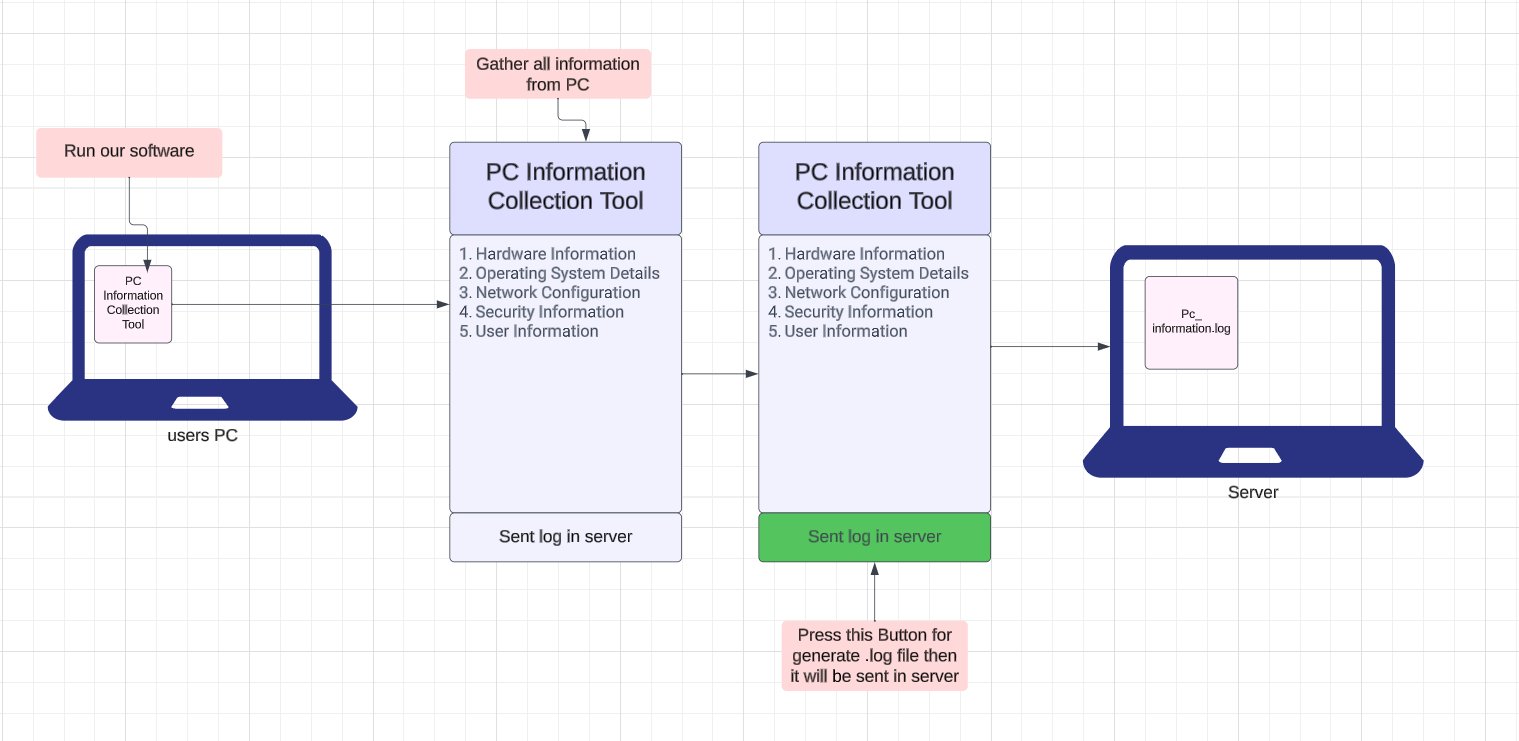 Gather all information
from PC
Run our software
PC
Information
Collection
Tool
users PC
PC Information
Collection Tool
1. Hardware Information
2. Operating System Details
3. Network Configuration
4. Security Information
5. User Information
Sent log in server
PC Information
Collection Tool
1. Hardware Information
2. Operating System Details
3. Network Configuration
4. Security Information
5. User Information
Sent log in server
Press this Button for
generate .log file then
it will be sent in server
Pc_
information.log
Server